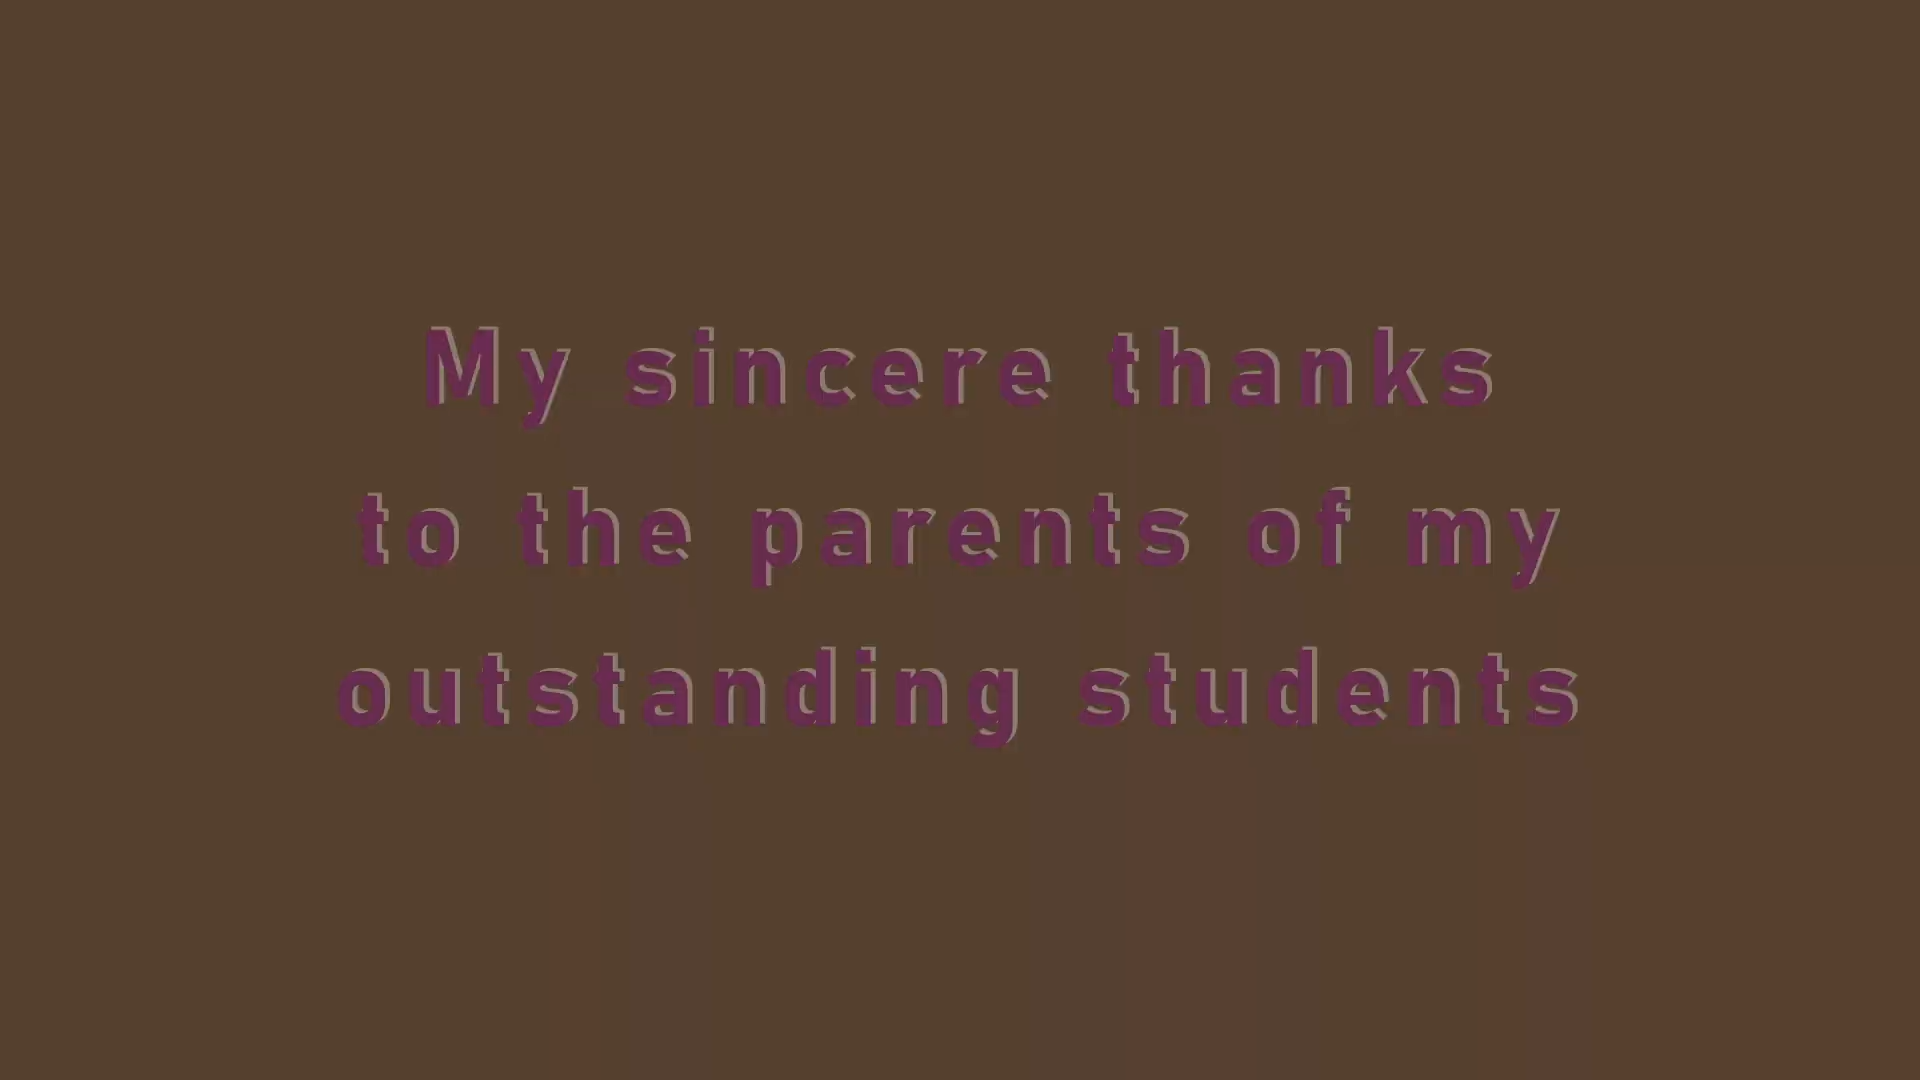 My sincere thanks
to the parents of my
outstanding students